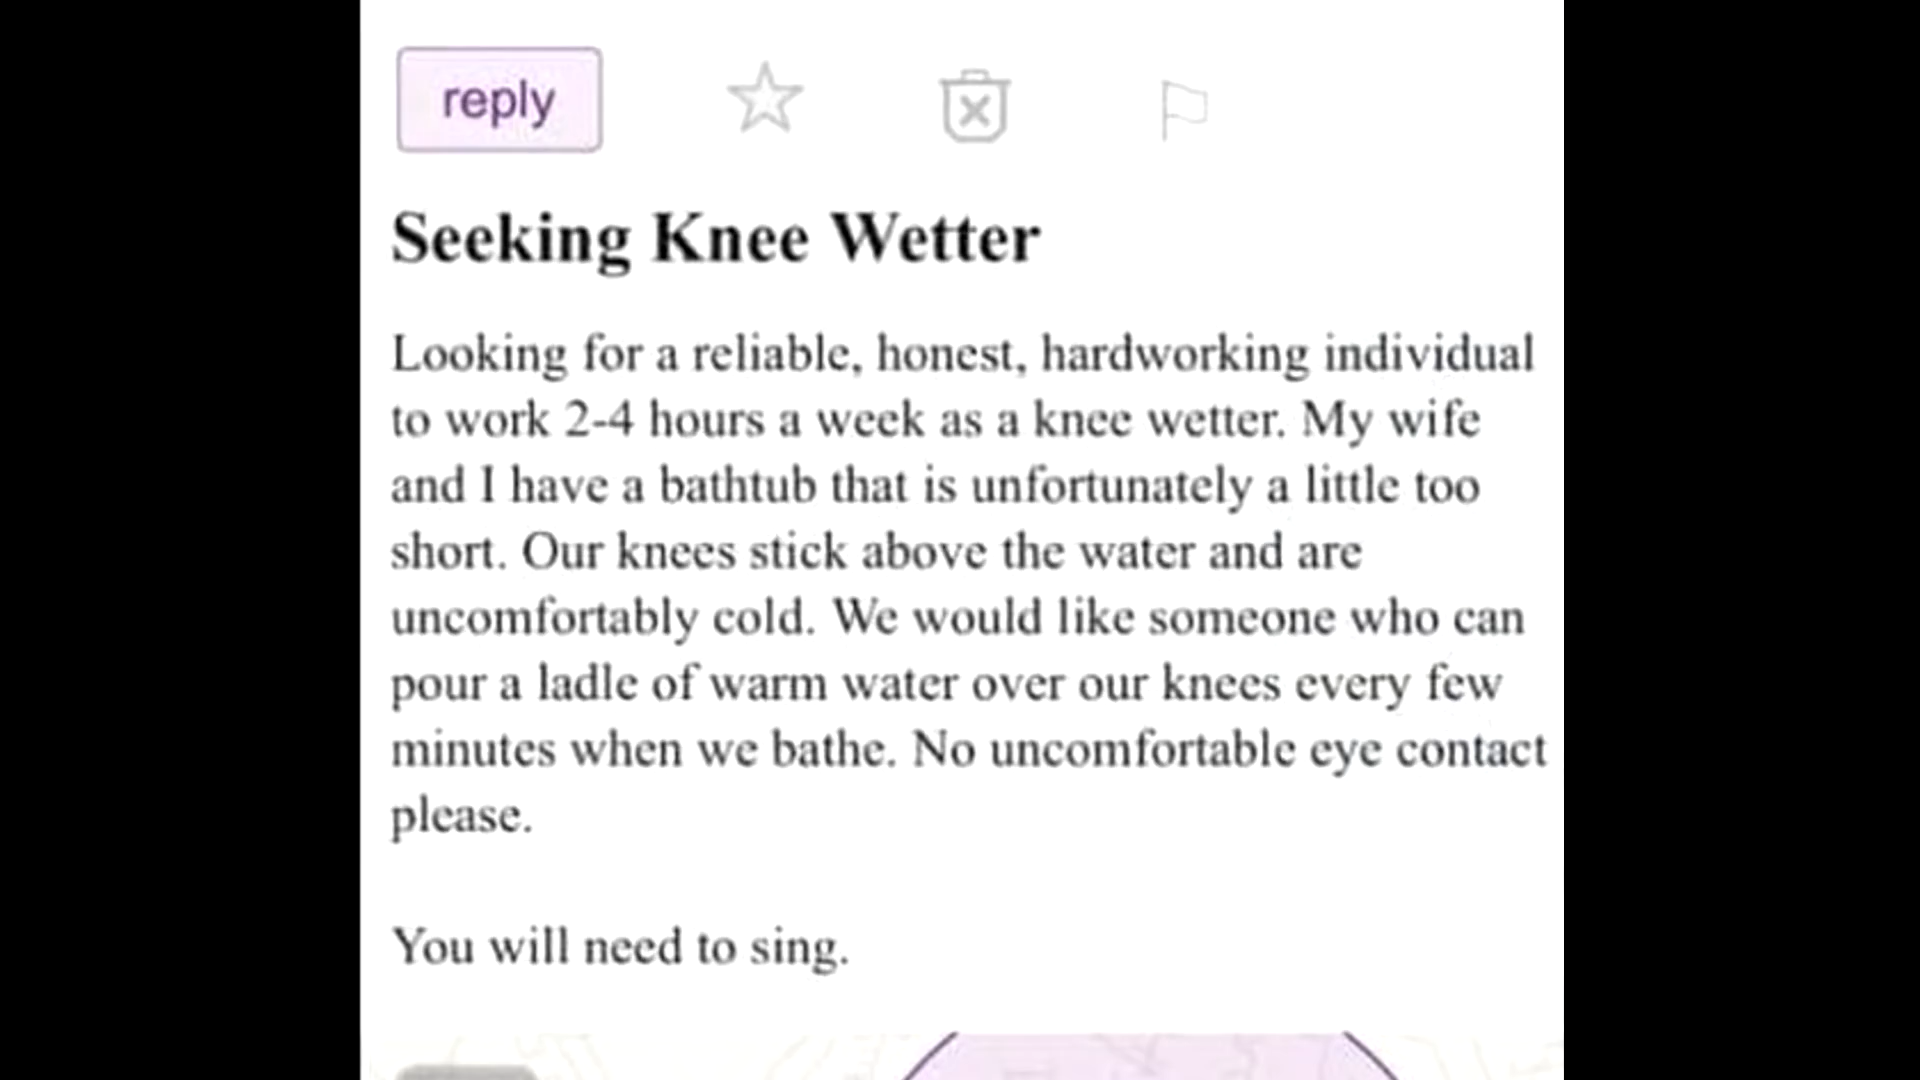 reply
Seeking Knee Wetter
Looking for a reliable, honest, hardworking individual
to work 2-4 hours a week as a knee wetter. My wife
and I have a bathtub that is unfortunately a little too
short. Our knees stick above the water and are
uncomfortably cold. We would like someone who can
pour a ladle of warm water over our knees every few
minutes when we bathe. No uncomfortable eye contact
please.
You will need to sing.